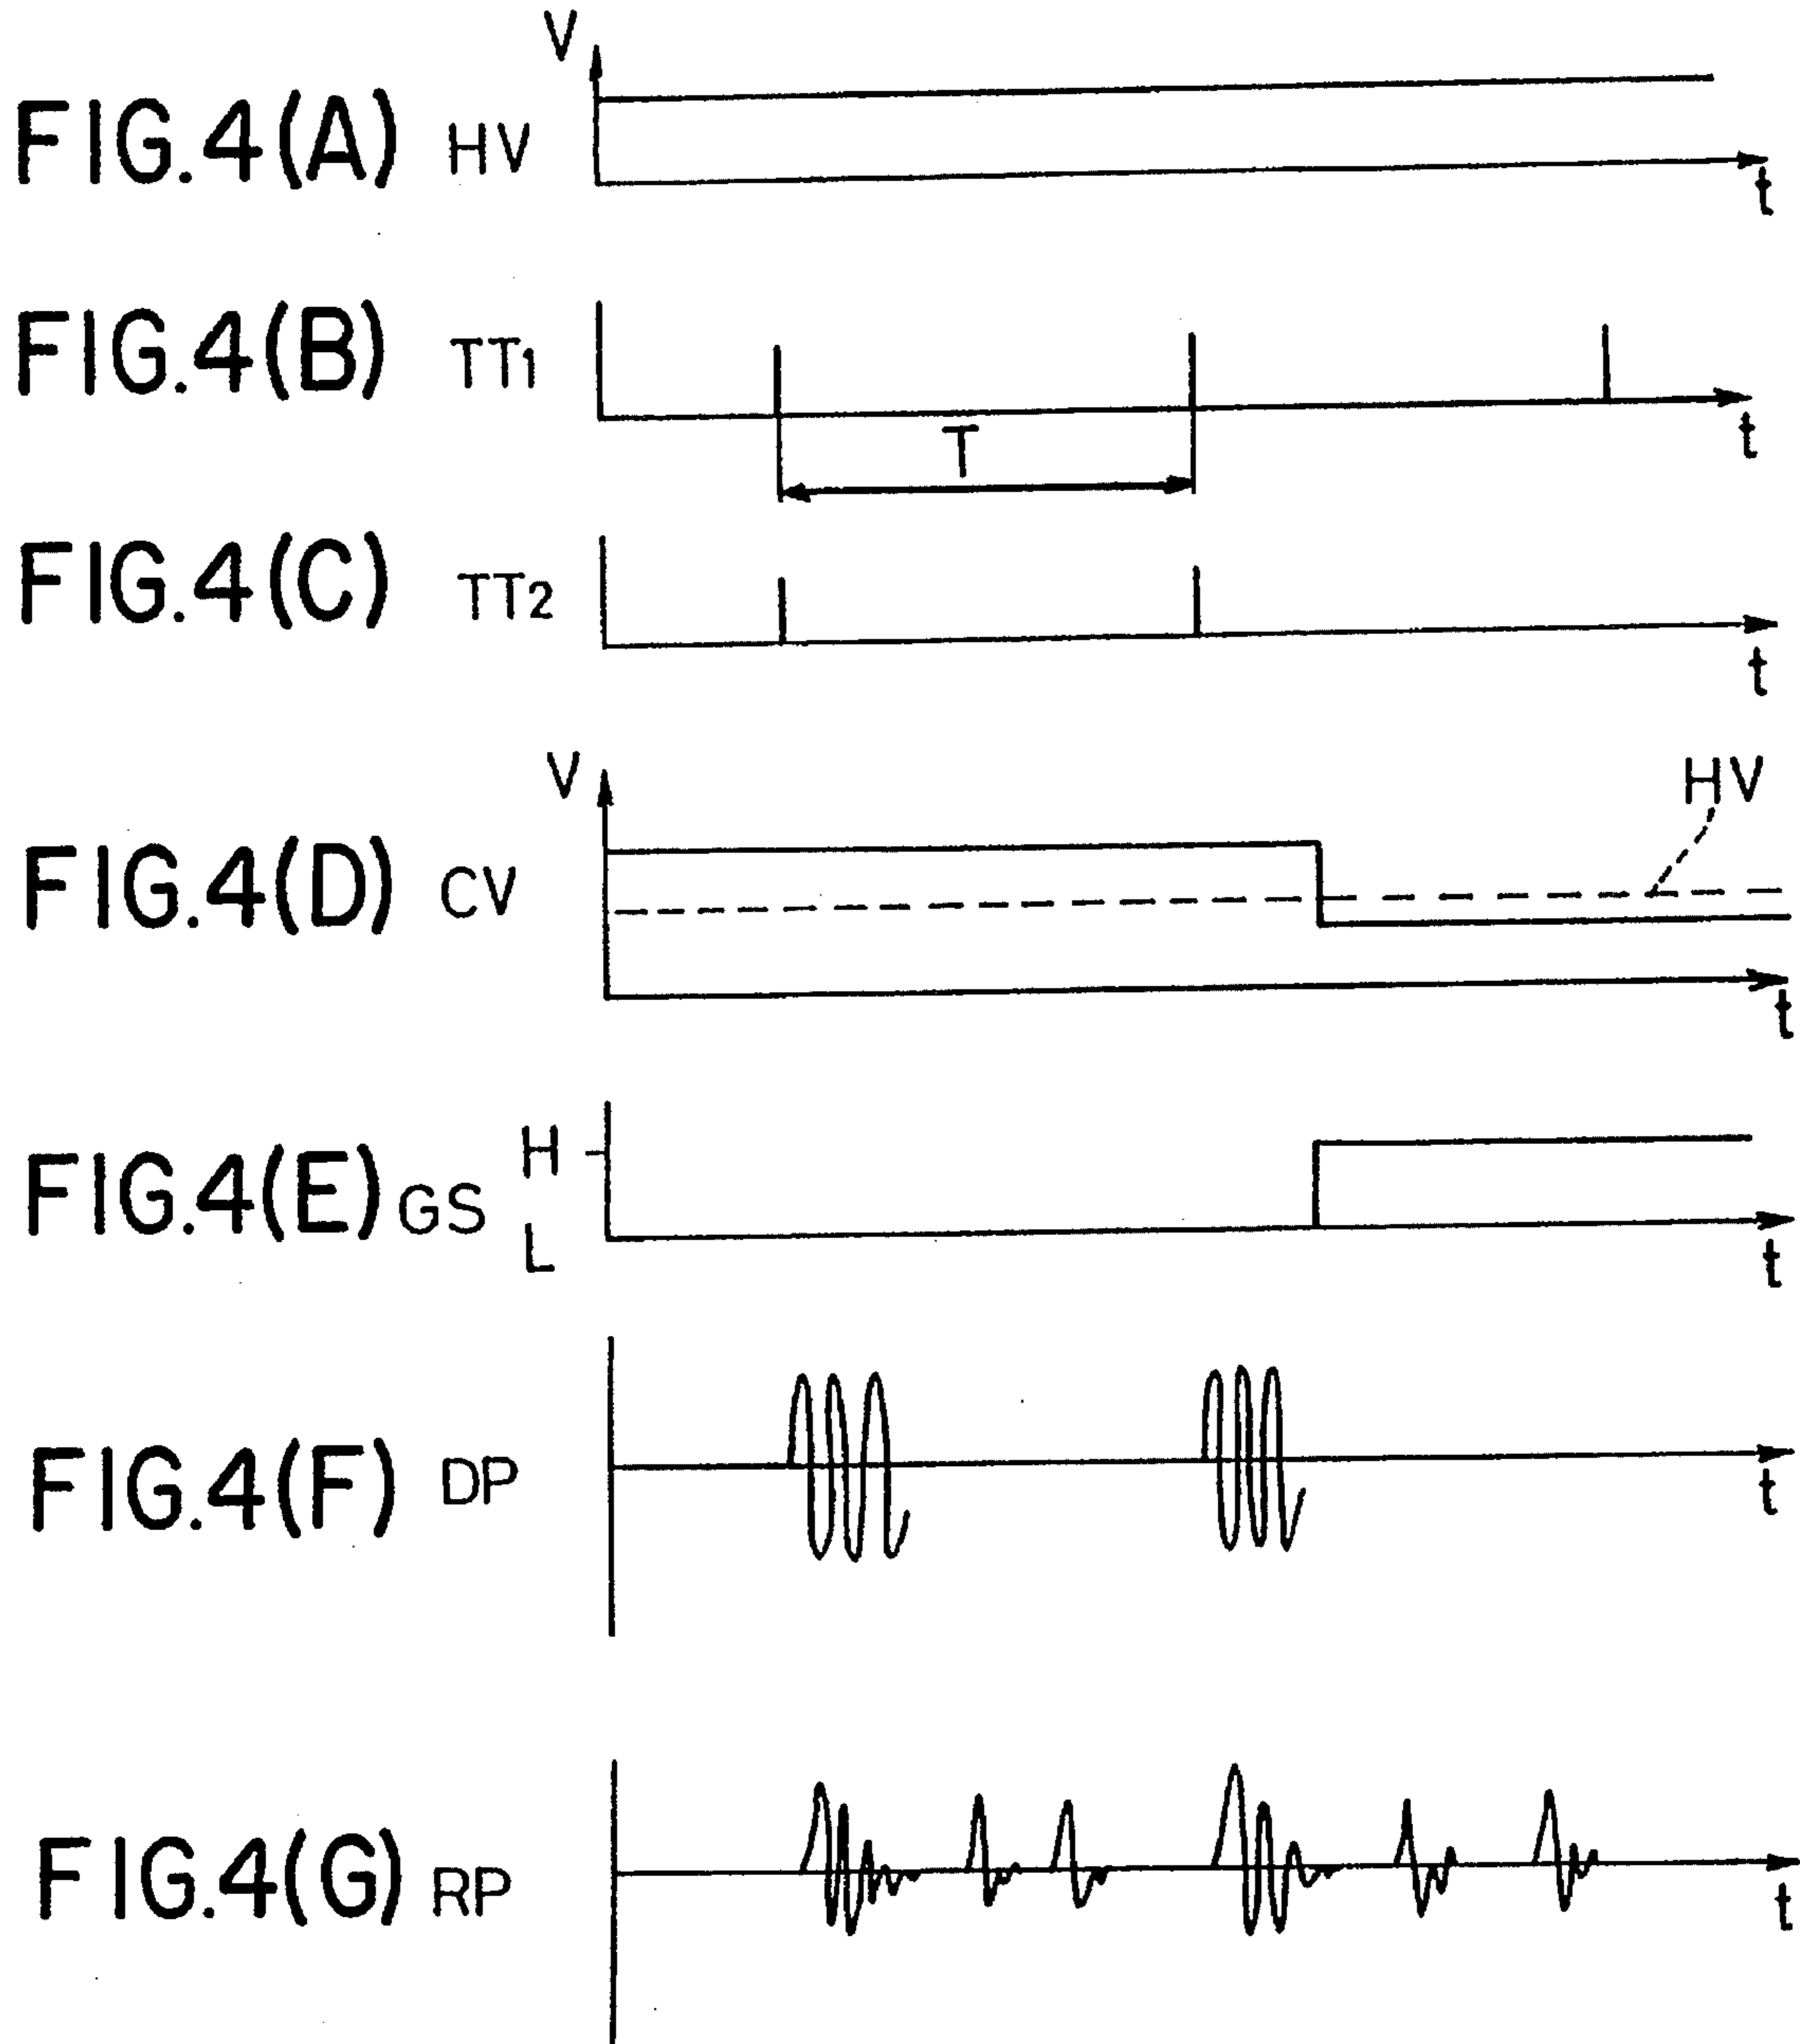 V
FIG.4(A) HV
t
FIG.4(B) TT1
t
T
FIG.4(C) TT2
t
V
HV
FIG.4(D) CV
t
H
FIG.4(E) GS
L
t
FIG.4(F) DP
t
FIG.4(G) RP
t